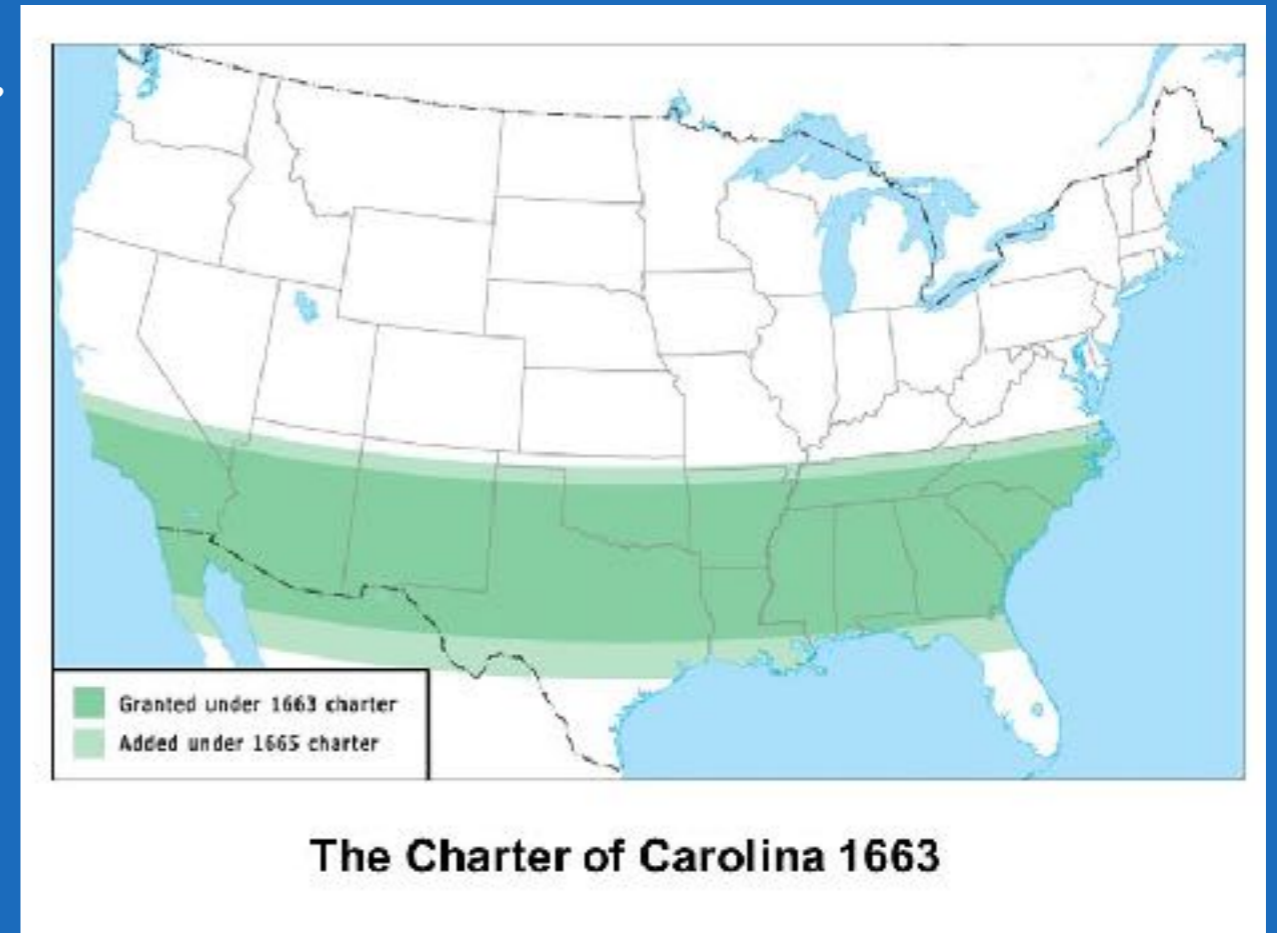 Granted under 1663 charter
Added under 1665 charter
The Charter of Carolina 1663